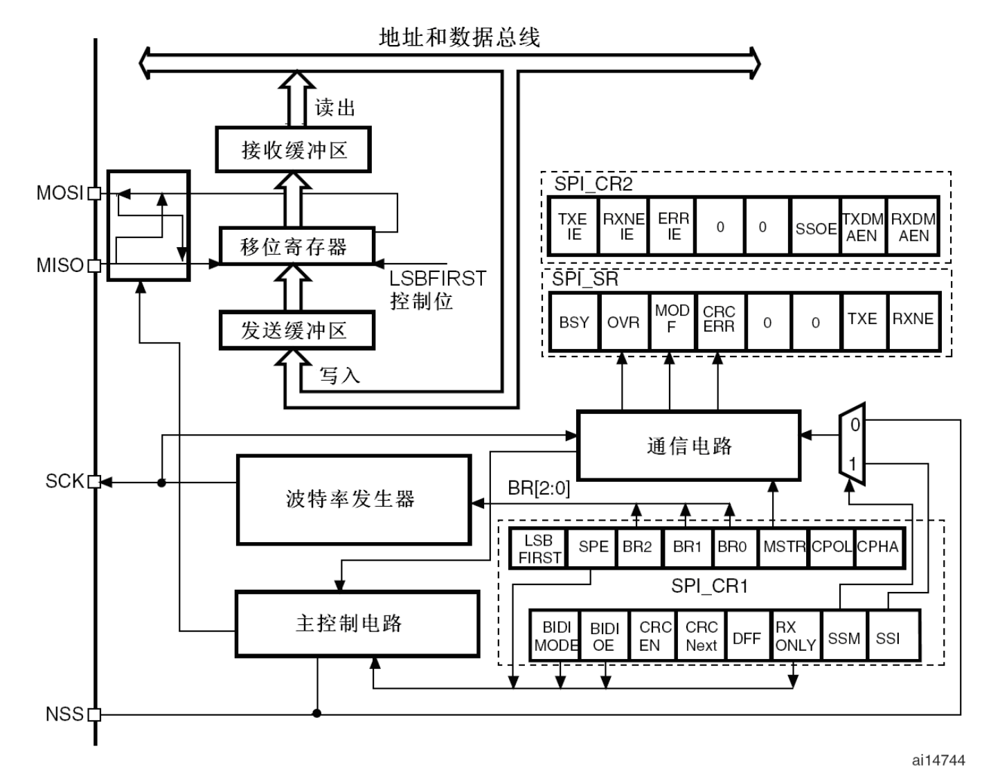 地址和数据总线
读出
接收缓冲区
MOSI
移位寄存器
MISO
LSBFIRST
控制位
发送缓冲区
写入
SPI_CR2
TXE
IE
RXNE
IE
ERR
IE
0
0
SSOE
TXDM
AEN
RXDM
AEN
SPI_SR
BSY
OVR
MOD
F
CRC
ERR
0
0
TXE
RXNE
通信电路
0
1
SCK
波特率发生器
BR[2:0]
LSB
FIRST
SPE
BR2
BR1
BR0
MSTR
CPOL
CPHA
SPI_CR1
主控制电路
BIDI
MODE
BIDI
OE
CRC
EN
CRC
Next
DFF
RX
ONLY
SSM
SSI
NSS
ai14744